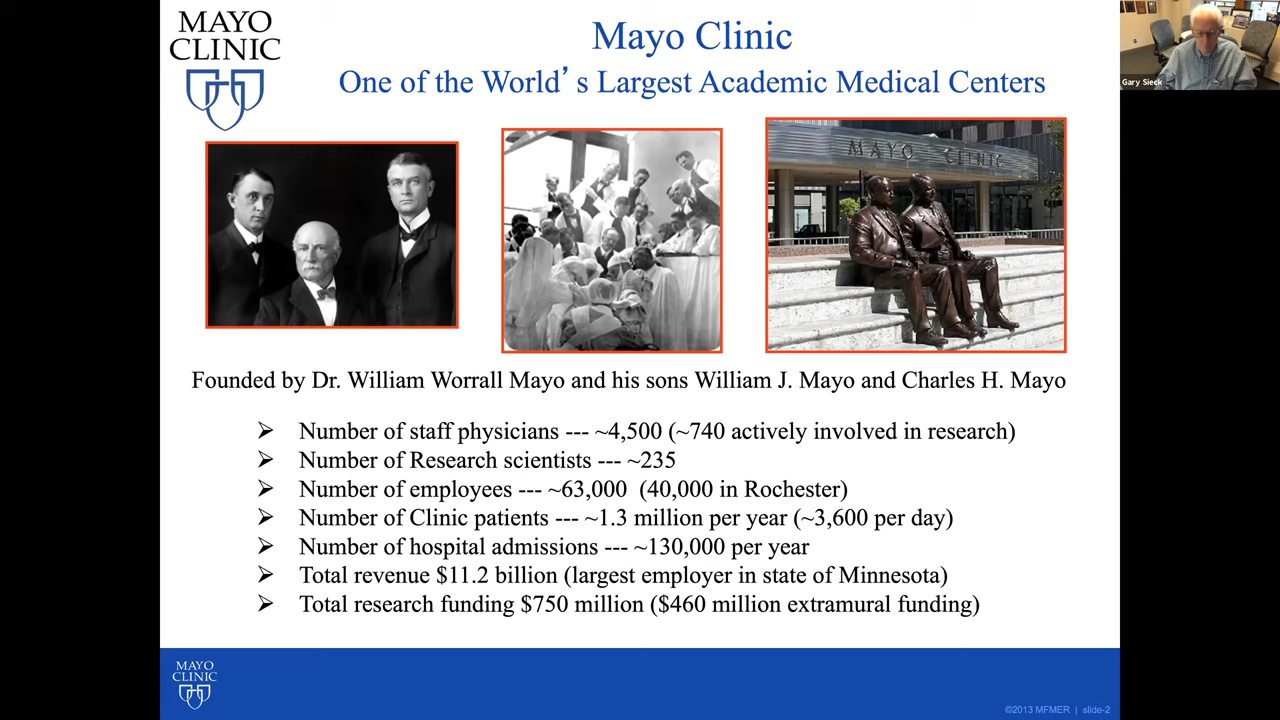 MAYO
CLINIC
Mayo Clinic
One of the World’s Largest Academic Medical Centers
Gary Sieck
MAYO CLINIC
Founded by Dr. William Worrall Mayo and his sons William J. Mayo and Charles H. Mayo
➢ Number of staff physicians --- ~4,500 (~740 actively involved in research)
➢ Number of Research scientists --- ~235
➢ Number of employees --- ~63,000 (40,000 in Rochester)
➢ Number of Clinic patients --- ~1.3 million per year (~3,600 per day)
➢ Number of hospital admissions --- ~130,000 per year
➢ Total revenue $11.2 billion (largest employer in state of Minnesota)
➢ Total research funding $750 million ($460 million extramural funding)
MAYO
CLINIC
©2013 MFMER | slide-2